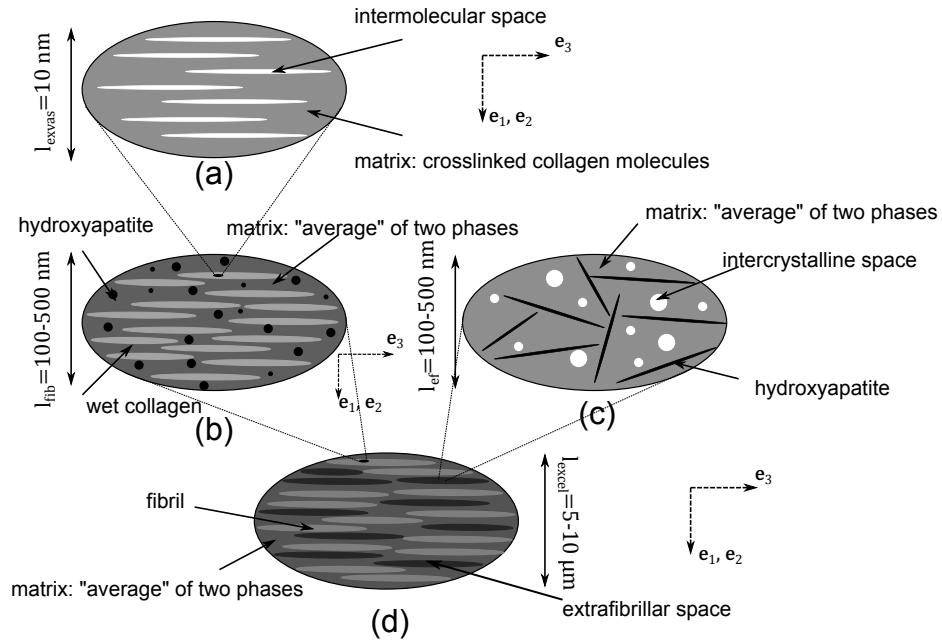 intermolecular space
l_exvas=10 nm
e₃
e₁, e₂
matrix: crosslinked collagen molecules
(a)
hydroxyapatite
matrix: "average" of two phases
l_fib=100-500 nm
e₃
e₁, e₂
wet collagen
(b)
matrix: "average" of two phases
intercrystalline space
l_ef=100-500 nm
hydroxyapatite
(c)
fibril
l_excel=5-10 μm
e₃
e₁, e₂
matrix: "average" of two phases
extrafibrillar space
(d)